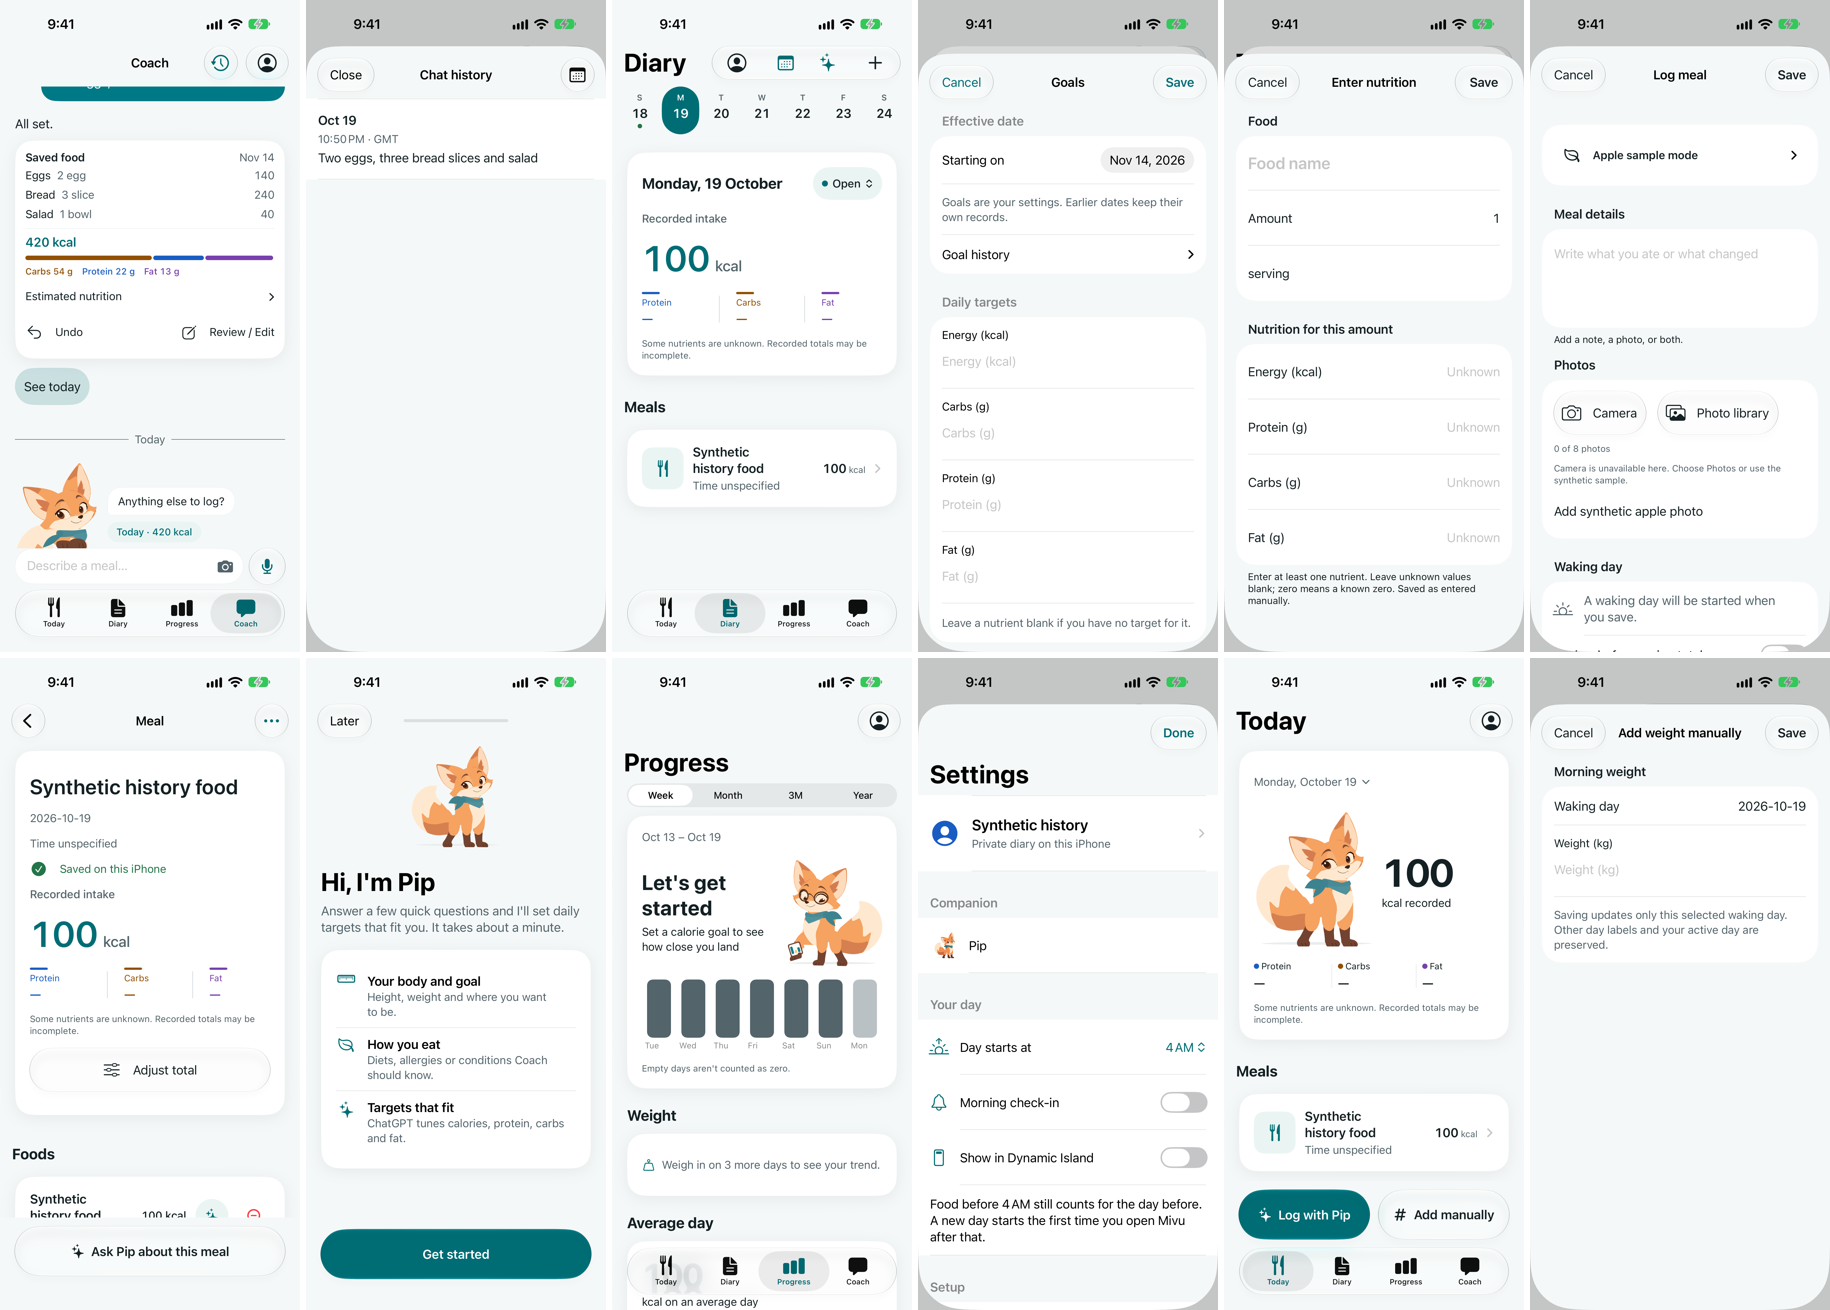 9:41
Coach
All set.
Saved food Nov 14
Eggs 2 egg 140
Bread 3 slice 240
Salad 1 bowl 40
420 kcal
Carbs 54 g Protein 22 g Fat 13 g
Estimated nutrition
Undo Review / Edit
See today
Today
Anything else to log?
Today · 420 kcal
Describe a meal...
Today Diary Progress Coach
9:41
Close Chat history
Oct 19
10:50 PM · GMT
Two eggs, three bread slices and salad
9:41
Diary
S M T W T F S
18 19 20 21 22 23 24
Monday, 19 October Open
Recorded intake
100 kcal
Protein Carbs Fat
— — —
Some nutrients are unknown. Recorded totals may be
incomplete.
Meals
Synthetic
history food 100 kcal
Time unspecified
Today Diary Progress Coach
9:41
Cancel Goals Save
Effective date
Starting on Nov 14, 2026
Goals are your settings. Earlier dates keep their
own records.
Goal history
Daily targets
Energy (kcal)
Energy (kcal)
Carbs (g)
Carbs (g)
Protein (g)
Protein (g)
Fat (g)
Fat (g)
Leave a nutrient blank if you have no target for it.
9:41
Cancel Enter nutrition Save
Food
Food name
Amount 1
serving
Nutrition for this amount
Energy (kcal) Unknown
Protein (g) Unknown
Carbs (g) Unknown
Fat (g) Unknown
Enter at least one nutrient. Leave unknown values
blank; zero means a known zero. Saved as entered
manually.
9:41
Cancel Log meal Save
Apple sample mode
Meal details
Write what you ate or what changed
Add a note, a photo, or both.
Photos
Camera Photo library
0 of 8 photos
Camera is unavailable here. Choose Photos or use the
synthetic sample.
Add synthetic apple photo
Waking day
A waking day will be started when
you save.
9:41
Meal
Synthetic history food
2026-10-19
Time unspecified
Saved on this iPhone
Recorded intake
100 kcal
Protein Carbs Fat
— — —
Some nutrients are unknown. Recorded totals may be
incomplete.
Adjust total
Foods
Synthetic
history food 100 kcal
Ask Pip about this meal
9:41
Later
Hi, I'm Pip
Answer a few quick questions and I'll set daily
targets that fit you. It takes about a minute.
Your body and goal
Height, weight and where you want
to be.
How you eat
Diets, allergies or conditions Coach
should know.
Targets that fit
ChatGPT tunes calories, protein, carbs
and fat.
Get started
9:41
Progress
Week Month 3M Year
Oct 13 – Oct 19
Let's get
started
Set a calorie goal to see
how close you land
Tue Wed Thu Fri Sat Sun Mon
Empty days aren't counted as zero.
Weight
Weigh in on 3 more days to see your trend.
Average day
100
Today Diary Progress Coach
kcal on an average day
9:41
Done
Settings
Synthetic history
Private diary on this iPhone
Companion
Pip
Your day
Day starts at 4 AM
Morning check-in
Show in Dynamic Island
Food before 4 AM still counts for the day before.
A new day starts the first time you open Mivu
after that.
Setup
9:41
Today
Monday, October 19
100
kcal recorded
Protein Carbs Fat
— — —
Some nutrients are unknown. Recorded totals may be
incomplete.
Meals
Synthetic
history food 100 kcal
Time unspecified
Log with Pip # Add manually
Today Diary Progress Coach
9:41
Cancel Add weight manually Save
Morning weight
Waking day 2026-10-19
Weight (kg)
Weight (kg)
Saving updates only this selected waking day.
Other day labels and your active day are
preserved.